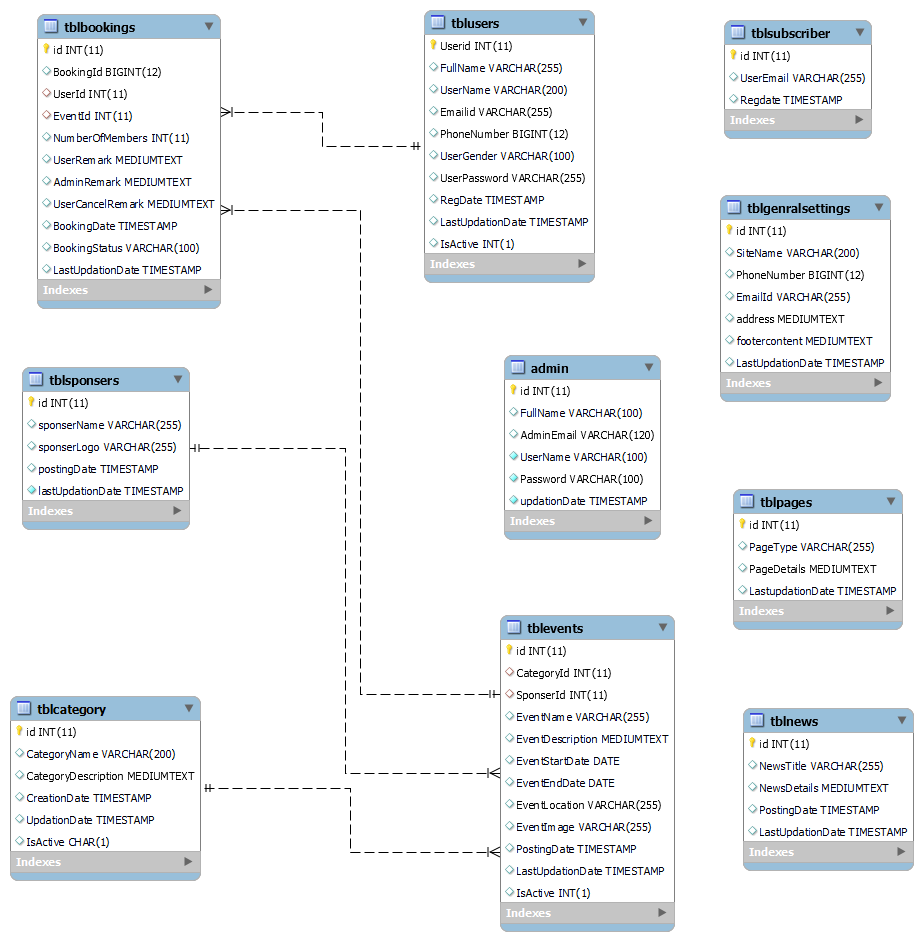 tblbookings
id INT(11)
BookingId BIGINT(12)
UserId INT(11)
EventId INT(11)
NumberOfMembers INT(11)
UserRemark MEDIUMTEXT
AdminRemark MEDIUMTEXT
UserCancelRemark MEDIUMTEXT
BookingDate TIMESTAMP
BookingStatus VARCHAR(100)
LastUpdationDate TIMESTAMP
Indexes
tblusers
Userid INT(11)
FullName VARCHAR(255)
UserName VARCHAR(200)
Emailid VARCHAR(255)
PhoneNumber BIGINT(12)
UserGender VARCHAR(100)
UserPassword VARCHAR(255)
RegDate TIMESTAMP
LastUpdationDate TIMESTAMP
IsActive INT(1)
Indexes
tblsubscriber
id INT(11)
UserEmail VARCHAR(255)
Regdate TIMESTAMP
Indexes
tblgenralsettings
id INT(11)
SiteName VARCHAR(200)
PhoneNumber BIGINT(12)
EmailId VARCHAR(255)
address MEDIUMTEXT
footercontent MEDIUMTEXT
LastUpdationDate TIMESTAMP
Indexes
tblsponsers
id INT(11)
sponserName VARCHAR(255)
sponserLogo VARCHAR(255)
postingDate TIMESTAMP
lastUpdationDate TIMESTAMP
Indexes
admin
id INT(11)
FullName VARCHAR(100)
AdminEmail VARCHAR(120)
UserName VARCHAR(100)
Password VARCHAR(100)
updationDate TIMESTAMP
Indexes
tblpages
id INT(11)
PageType VARCHAR(255)
PageDetails MEDIUMTEXT
LastupdationDate TIMESTAMP
Indexes
tblcategory
id INT(11)
CategoryName VARCHAR(200)
CategoryDescription MEDIUMTEXT
CreationDate TIMESTAMP
UpdationDate TIMESTAMP
IsActive CHAR(1)
Indexes
tblevents
id INT(11)
CategoryId INT(11)
SponserId INT(11)
EventName VARCHAR(255)
EventDescription MEDIUMTEXT
EventStartDate DATE
EventEndDate DATE
EventLocation VARCHAR(255)
EventImage VARCHAR(255)
PostingDate TIMESTAMP
LastUpdationDate TIMESTAMP
IsActive INT(1)
Indexes
tblnews
id INT(11)
NewsTitle VARCHAR(255)
NewsDetails MEDIUMTEXT
PostingDate TIMESTAMP
LastUpdationDate TIMESTAMP
Indexes